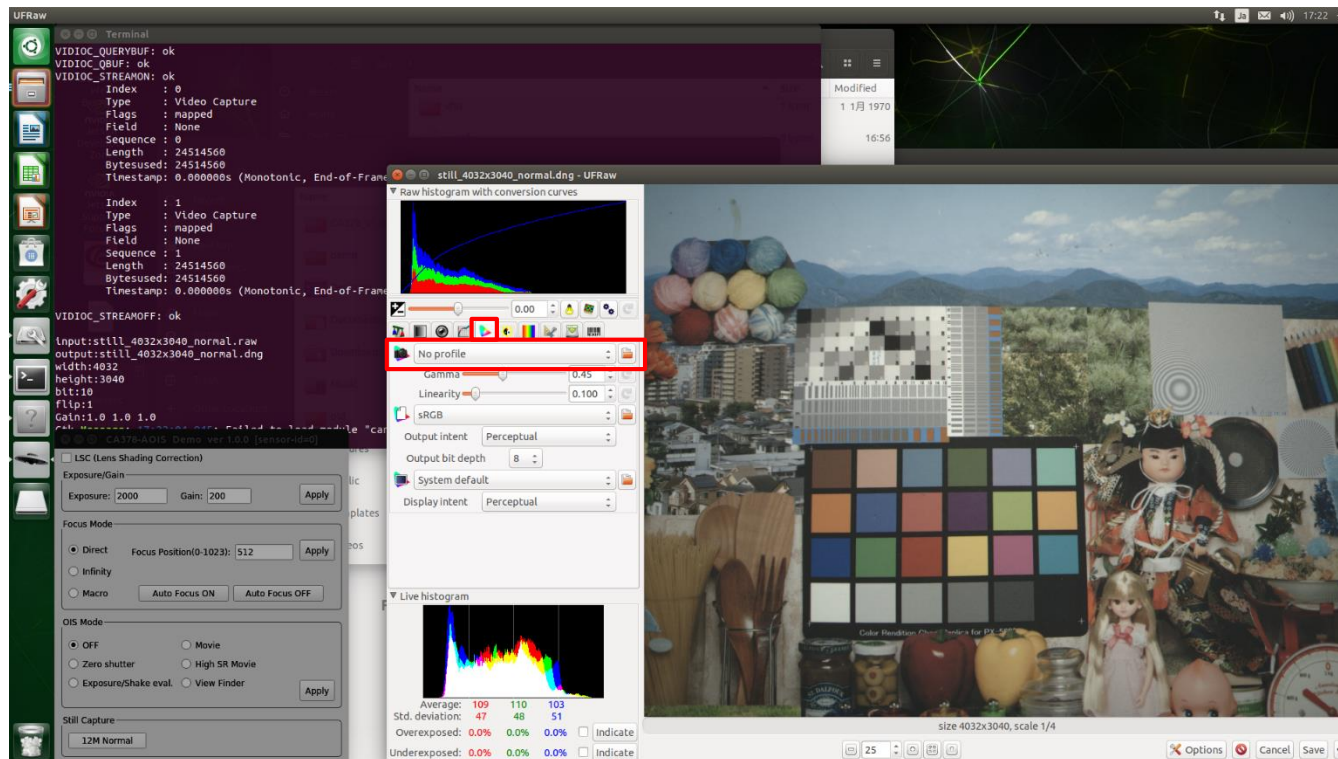 UFRaw
Ja
17:22
Terminal
VIDIOC_QUERYBUF: ok
VIDIOC_QBUF: ok
VIDIOC_STREAMON: ok
Index : 0
Type : Video Capture
Flags : mapped
Field : None
Sequence : 0
Length : 24514560
Bytesused: 24514560
Timestamp: 0.000000s (Monotonic, End-of-Frame
Index : 1
Type : Video Capture
Flags : mapped
Field : None
Sequence : 1
Length : 24514560
Bytesused: 24514560
Timestamp: 0.000000s (Monotonic, End-of-Frame
VIDIOC_STREAMOFF: ok
input:still_4032x3040_normal.raw
output:still_4032x3040_normal.dng
width:4032
height:3040
bit:10
flip:1
Gain:1.0 1.0 1.0
Modified
1 1月 1970
16:56
CA378-AOIS Demo ver 1.0.0 [sensor-id=0]
LSC (Lens Shading Correction)
Exposure/Gain
Exposure: 2000 Gain: 200 Apply
Focus Mode
Direct Focus Position(0-1023): 512 Apply
Infinity
Macro Auto Focus ON Auto Focus OFF
OIS Mode
OFF Movie
Zero shutter High SR Movie
Exposure/Shake eval. View Finder Apply
Still Capture
12M Normal
still_4032x3040_normal.dng - UFRaw
Raw histogram with conversion curves
0.00
No profile
Gamma 0.45
Linearity 0.100
sRGB
Output intent Perceptual
Output bit depth 8
System default
Display intent Perceptual
Live histogram
Average: 109 110 103
Std. deviation: 47 48 51
Overexposed: 0.0% 0.0% 0.0% Indicate
Underexposed: 0.0% 0.0% 0.0% Indicate
size 4032x3040, scale 1/4
25
Options Cancel Save